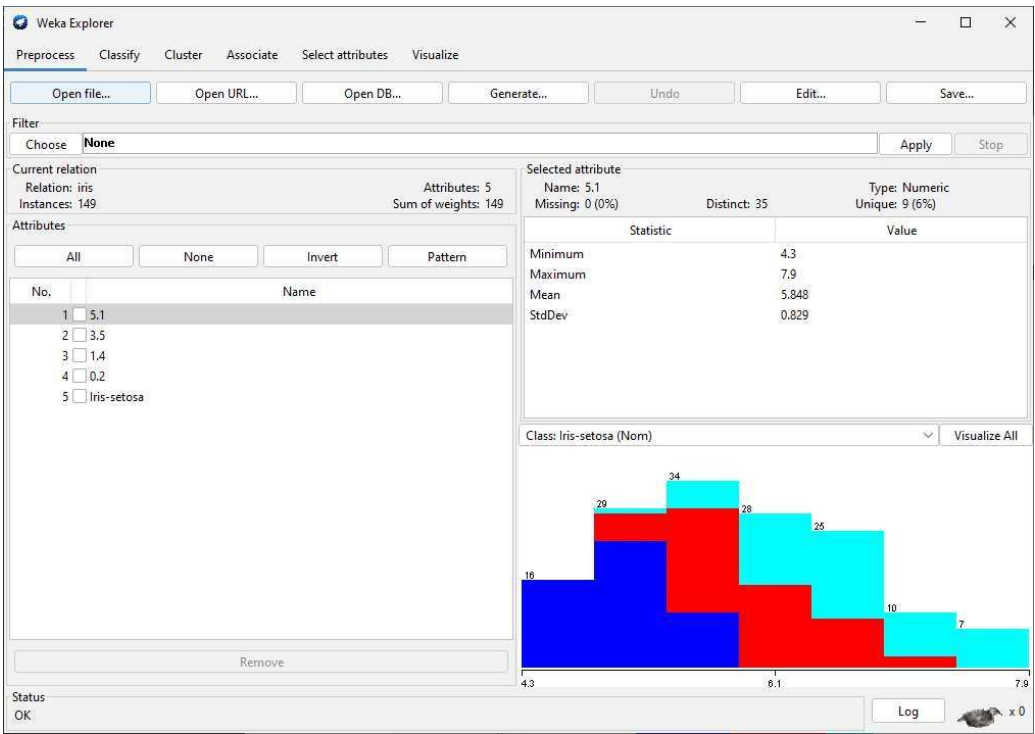 Weka Explorer
Preprocess Classify Cluster Associate Select attributes Visualize
Open file... Open URL... Open DB... Generate... Undo Edit... Save...
Filter
Choose None Apply Stop
Current relation
Relation: iris Attributes: 5
Instances: 149 Sum of weights: 149
Attributes
All None Invert Pattern
No. Name
1 5.1
2 3.5
3 1.4
4 0.2
5 Iris-setosa
Remove
Selected attribute
Name: 5.1 Type: Numeric
Missing: 0 (0%) Distinct: 35 Unique: 9 (6%)
Statistic Value
Minimum 4.3
Maximum 7.9
Mean 5.848
StdDev 0.829
Class: Iris-setosa (Nom) Visualize All
34
29
28
25
16
10
7
4.3 6.1 7.9
Status
OK Log x 0